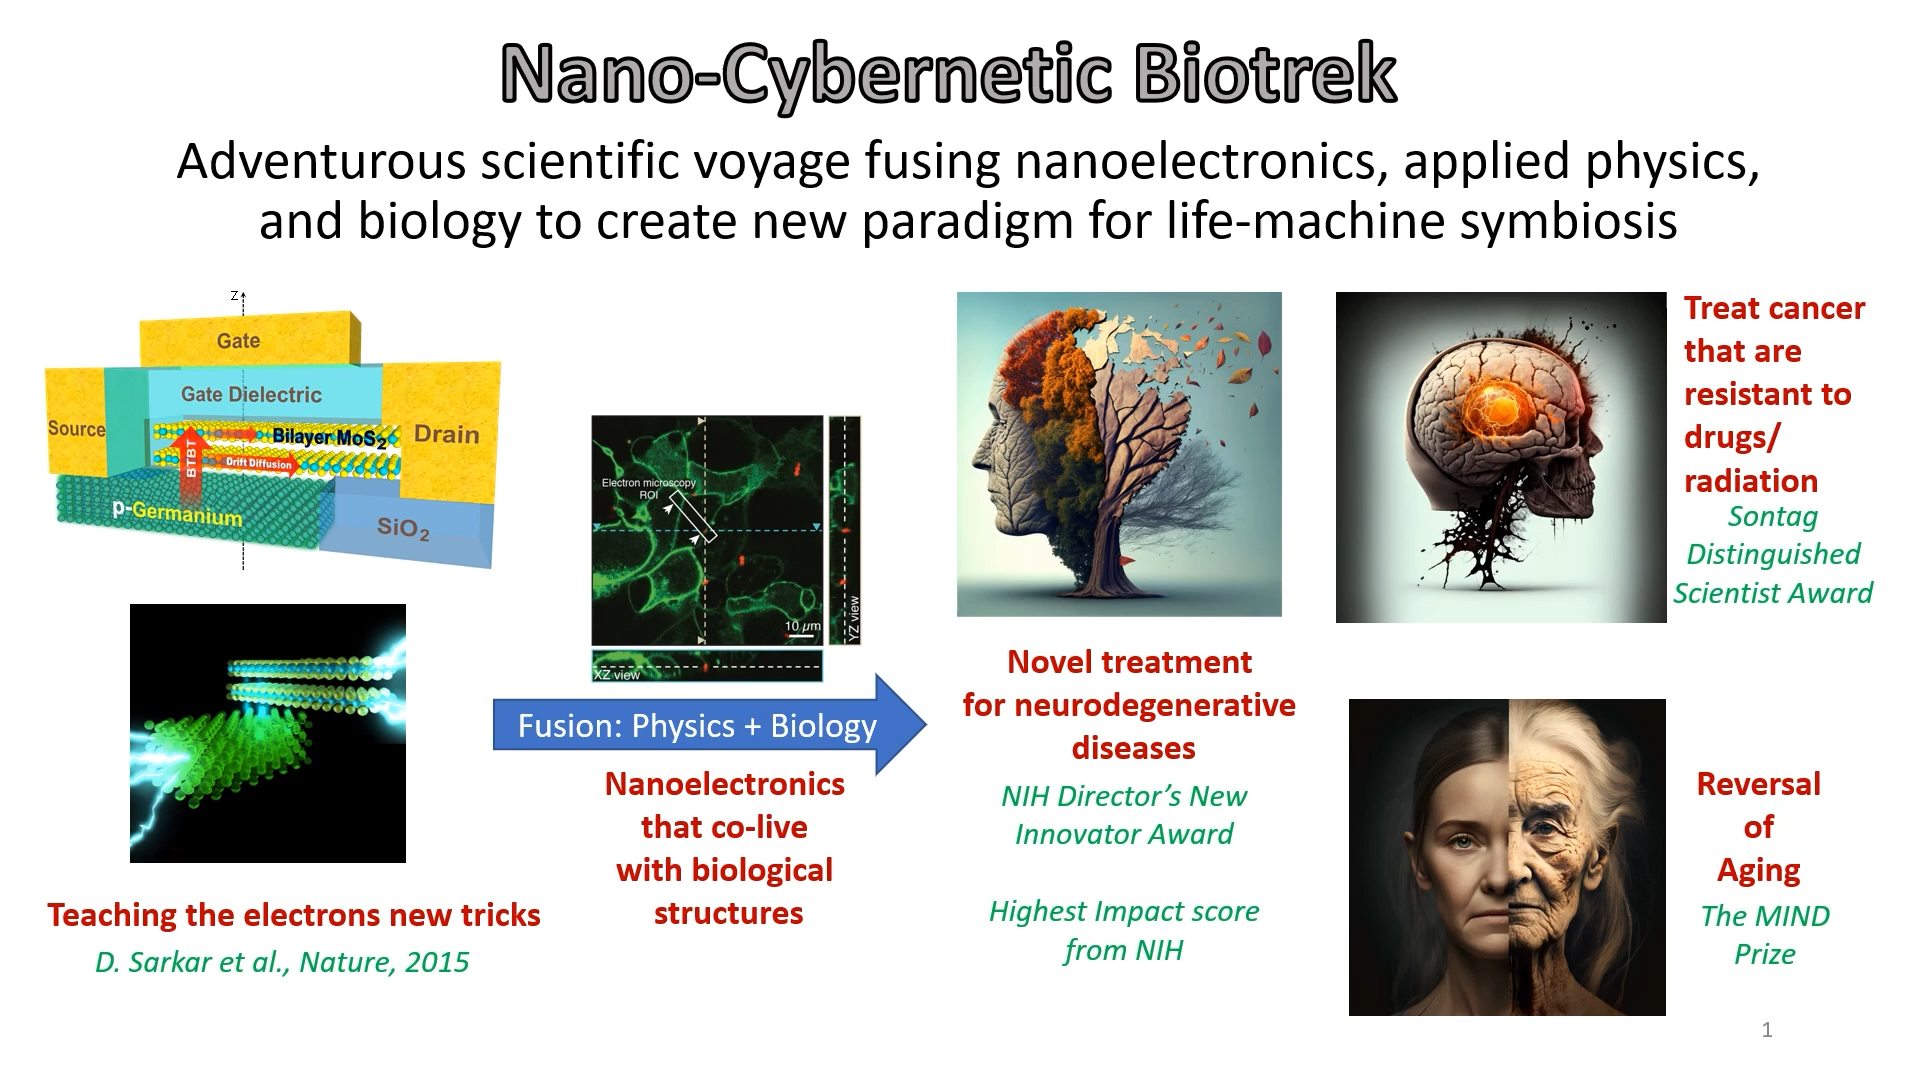 Nano-Cybernetic Biotrek
Adventurous scientific voyage fusing nanoelectronics, applied physics,
and biology to create new paradigm for life-machine symbiosis
Z
Gate
Gate Dielectric
Source
Drain
Bilayer MoS2
BTBT
Drift Diffusion
p-Germanium
SiO2
Teaching the electrons new tricks
D. Sarkar et al., Nature, 2015
Electron microscopy
ROI
10 µm
YZ view
XZ view
Fusion: Physics + Biology
Nanoelectronics
that co-live
with biological
structures
Novel treatment
for neurodegenerative
diseases
NIH Director’s New
Innovator Award
Highest Impact score
from NIH
Treat cancer
that are
resistant to
drugs/
radiation
Sontag
Distinguished
Scientist Award
Reversal
of
Aging
The MIND
Prize
1